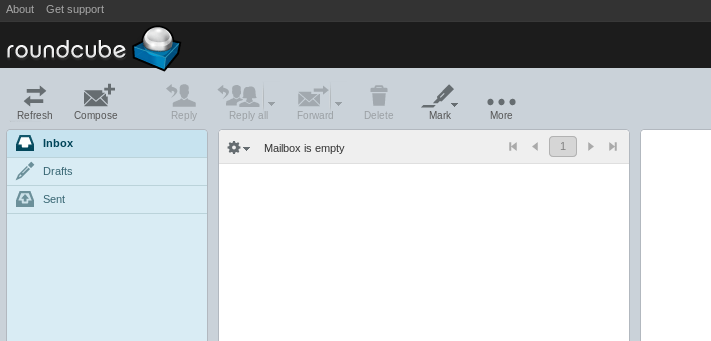 About Get support
roundcube
Refresh Compose Reply Reply all Forward Delete Mark More
Inbox
Mailbox is empty 1
Drafts
Sent